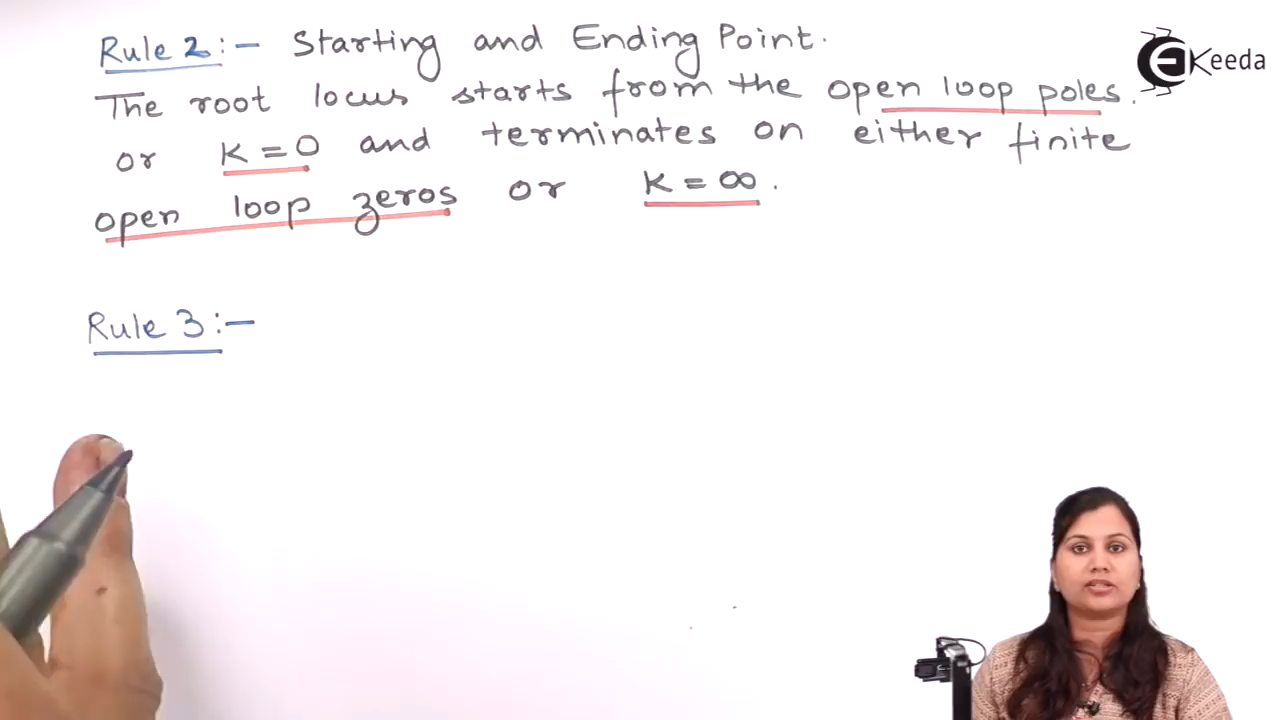 Rule 2 :- Starting and Ending Point.
The root locus starts from the open loop poles.
or K = 0 and terminates on either finite
open loop zeros or K = ∞.
Rule 3 :-
EKeeda